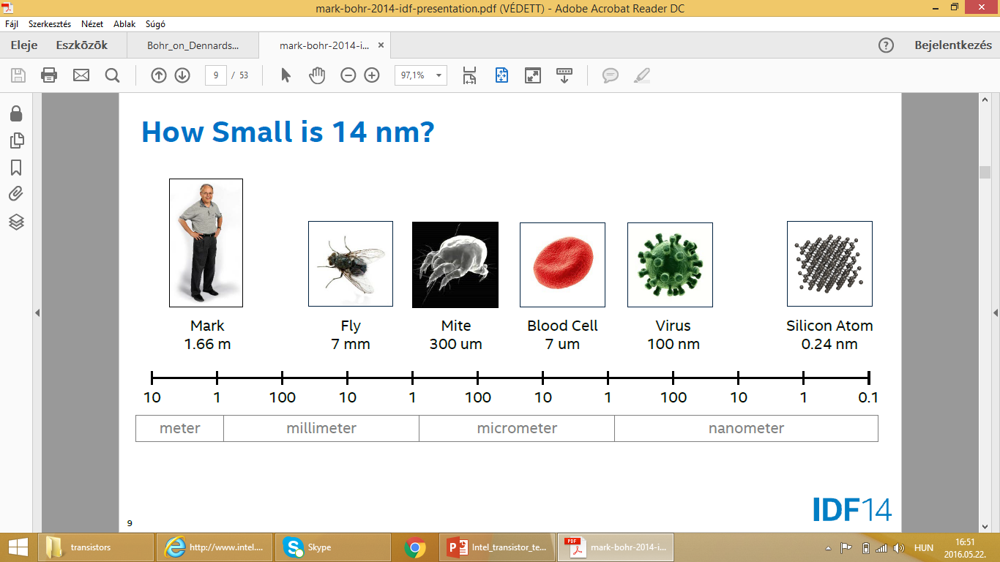 mark-bohr-2014-idf-presentation.pdf (VÉDETT) - Adobe Acrobat Reader DC
Fájl Szerkesztés Nézet Ablak Súgó
Eleje Eszközök Bohr_on_Dennards... mark-bohr-2014-i... × Bejelentkezés
9 / 53 97,1%
How Small is 14 nm?
Mark Fly Mite Blood Cell Virus Silicon Atom
1.66 m 7 mm 300 um 7 um 100 nm 0.24 nm
10 1 100 10 1 100 10 1 100 10 1 0.1
meter millimeter micrometer nanometer
IDF14
9
transistors http://www.intel.... Skype Intel_transistor_te... mark-bohr-2014-i... HUN 16:51
2016.05.22.